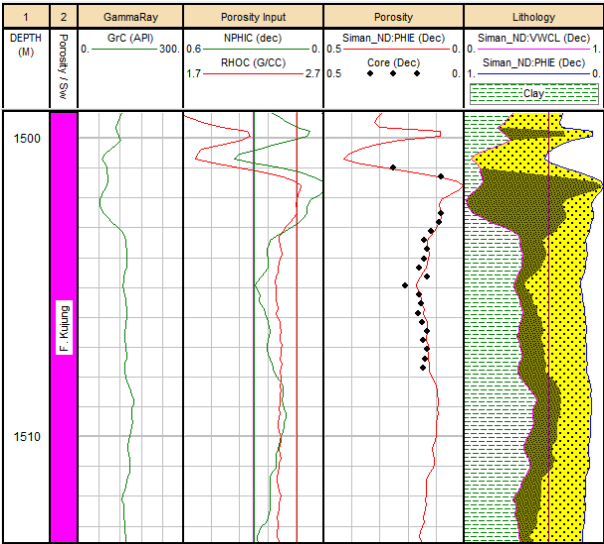 1 2 GammaRay Porosity Input Porosity Lithology
DEPTH (M)
Porosity / Sw
GrC (API)
0. 300.
NPHIC (dec)
0.6 0.
RHOC (G/CC)
1.7 2.7
Siman_ND:PHIE (Dec)
0.5 0.
Core (Dec)
0.5 0.
Siman_ND:VWCL (Dec)
0. 1.
Siman_ND:PHIE (Dec)
1. 0.
Clay
1500
F. Kujung
1510